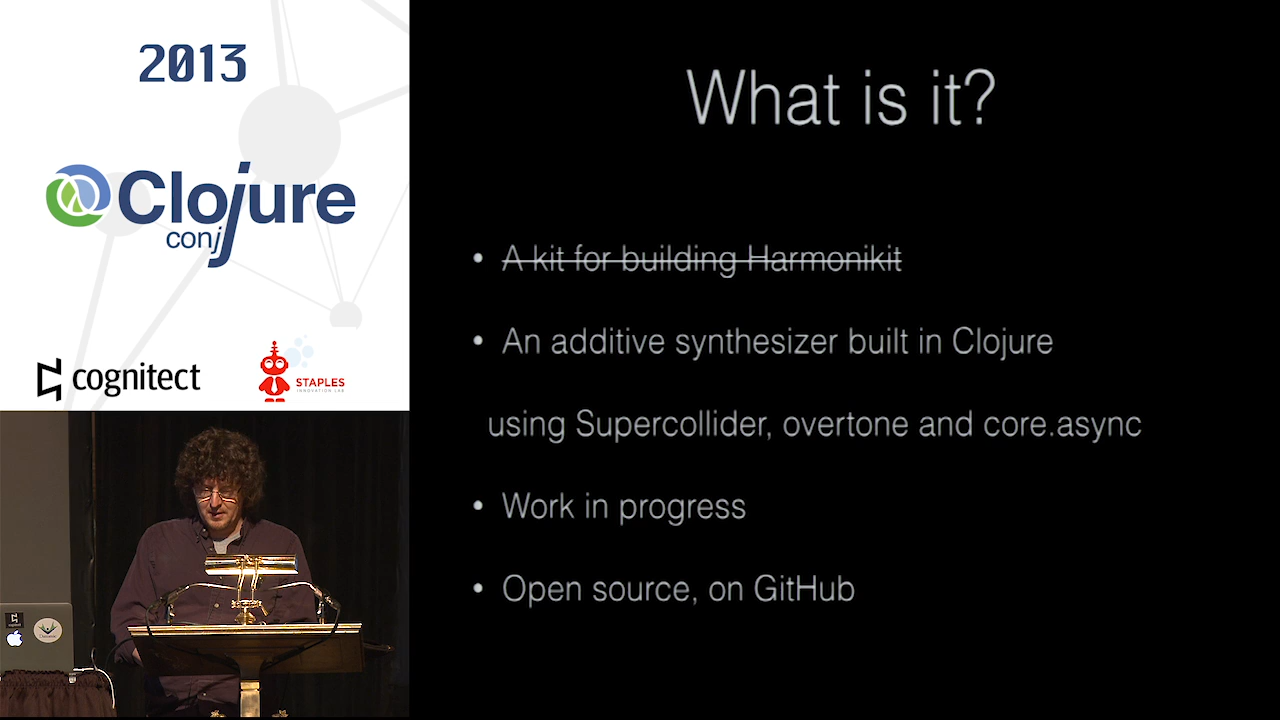 2013
Clojure
conj
cognitect
STAPLES
INNOVATION LAB
What is it?
• A kit for building Harmonikit
• An additive synthesizer built in Clojure
using Supercollider, overtone and core.async
• Work in progress
• Open source, on GitHub